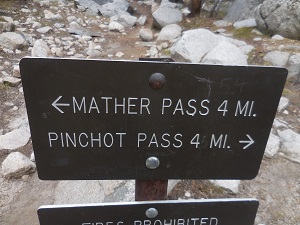 ←MATHER PASS 4 MI.
PINCHOT PASS 4 MI.→
FIRES PROHIBITED